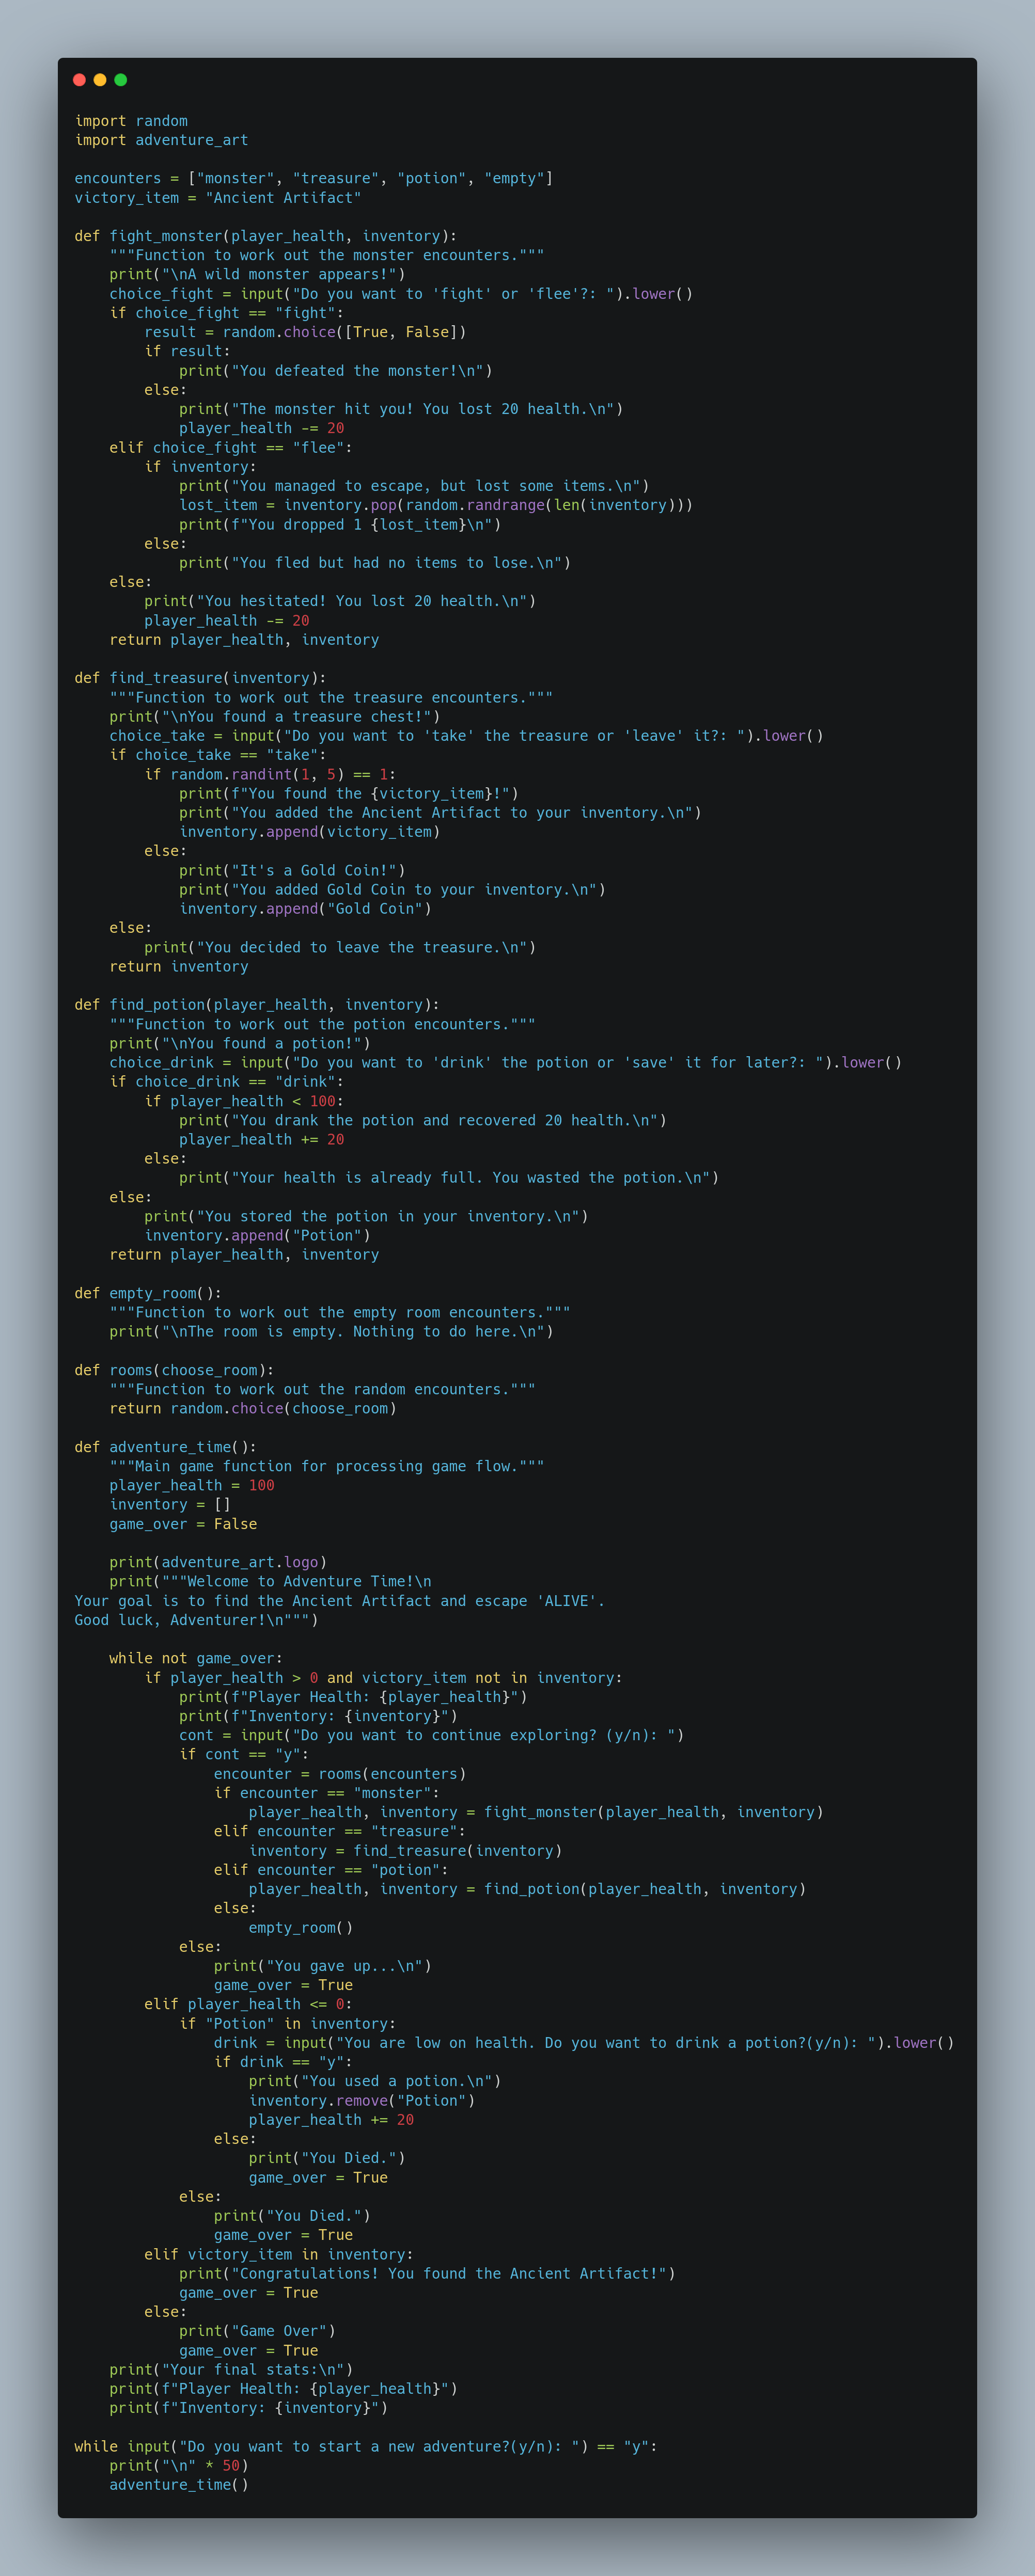 import random
import adventure_art

encounters = ["monster", "treasure", "potion", "empty"]
victory_item = "Ancient Artifact"

def fight_monster(player_health, inventory):
    """Function to work out the monster encounters."""
    print("\nA wild monster appears!")
    choice_fight = input("Do you want to 'fight' or 'flee'?: ").lower()
    if choice_fight == "fight":
        result = random.choice([True, False])
        if result:
            print("You defeated the monster!\n")
        else:
            print("The monster hit you! You lost 20 health.\n")
            player_health -= 20
    elif choice_fight == "flee":
        if inventory:
            print("You managed to escape, but lost some items.\n")
            lost_item = inventory.pop(random.randrange(len(inventory)))
            print(f"You dropped 1 {lost_item}\n")
        else:
            print("You fled but had no items to lose.\n")
    else:
        print("You hesitated! You lost 20 health.\n")
        player_health -= 20
    return player_health, inventory

def find_treasure(inventory):
    """Function to work out the treasure encounters."""
    print("\nYou found a treasure chest!")
    choice_take = input("Do you want to 'take' the treasure or 'leave' it?: ").lower()
    if choice_take == "take":
        if random.randint(1, 5) == 1:
            print(f"You found the {victory_item}!")
            print("You added the Ancient Artifact to your inventory.\n")
            inventory.append(victory_item)
        else:
            print("It's a Gold Coin!")
            print("You added Gold Coin to your inventory.\n")
            inventory.append("Gold Coin")
    else:
        print("You decided to leave the treasure.\n")
    return inventory

def find_potion(player_health, inventory):
    """Function to work out the potion encounters."""
    print("\nYou found a potion!")
    choice_drink = input("Do you want to 'drink' the potion or 'save' it for later?: ").lower()
    if choice_drink == "drink":
        if player_health < 100:
            print("You drank the potion and recovered 20 health.\n")
            player_health += 20
        else:
            print("Your health is already full. You wasted the potion.\n")
    else:
        print("You stored the potion in your inventory.\n")
        inventory.append("Potion")
    return player_health, inventory

def empty_room():
    """Function to work out the empty room encounters."""
    print("\nThe room is empty. Nothing to do here.\n")

def rooms(choose_room):
    """Function to work out the random encounters."""
    return random.choice(choose_room)

def adventure_time():
    """Main game function for processing game flow."""
    player_health = 100
    inventory = []
    game_over = False

    print(adventure_art.logo)
    print("""Welcome to Adventure Time!\n
Your goal is to find the Ancient Artifact and escape 'ALIVE'.
Good luck, Adventurer!\n""")

    while not game_over:
        if player_health > 0 and victory_item not in inventory:
            print(f"Player Health: {player_health}")
            print(f"Inventory: {inventory}")
            cont = input("Do you want to continue exploring? (y/n): ")
            if cont == "y":
                encounter = rooms(encounters)
                if encounter == "monster":
                    player_health, inventory = fight_monster(player_health, inventory)
                elif encounter == "treasure":
                    inventory = find_treasure(inventory)
                elif encounter == "potion":
                    player_health, inventory = find_potion(player_health, inventory)
                else:
                    empty_room()
            else:
                print("You gave up...\n")
                game_over = True
        elif player_health <= 0:
            if "Potion" in inventory:
                drink = input("You are low on health. Do you want to drink a potion?(y/n): ").lower()
                if drink == "y":
                    print("You used a potion.\n")
                    inventory.remove("Potion")
                    player_health += 20
                else:
                    print("You Died.")
                    game_over = True
            else:
                print("You Died.")
                game_over = True
        elif victory_item in inventory:
            print("Congratulations! You found the Ancient Artifact!")
            game_over = True
        else:
            print("Game Over")
            game_over = True
    print("Your final stats:\n")
    print(f"Player Health: {player_health}")
    print(f"Inventory: {inventory}")

while input("Do you want to start a new adventure?(y/n): ") == "y":
    print("\n" * 50)
    adventure_time()